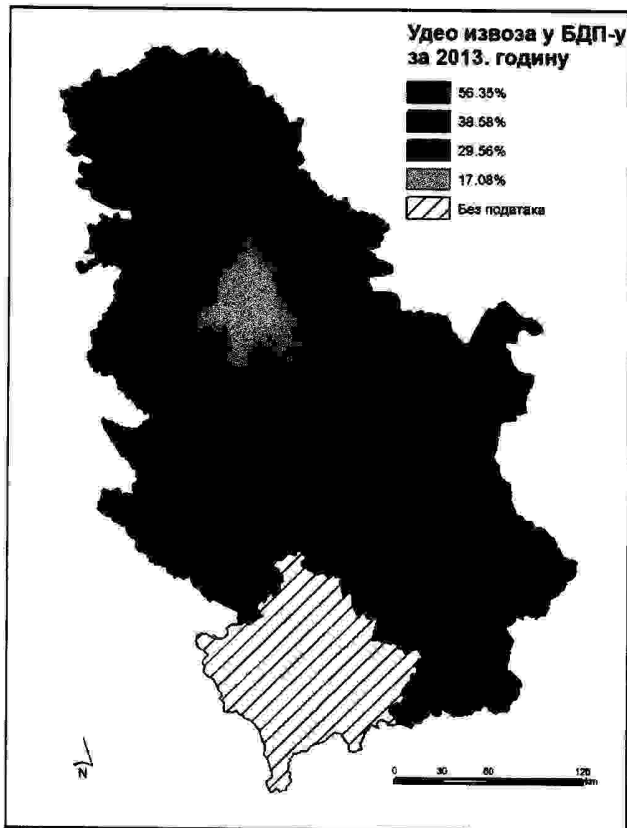 Удео извоза у БДП-у
за 2013. годину
56.35%
38.58%
29.56%
17.08%
Без података
N
0 30 60 120
km